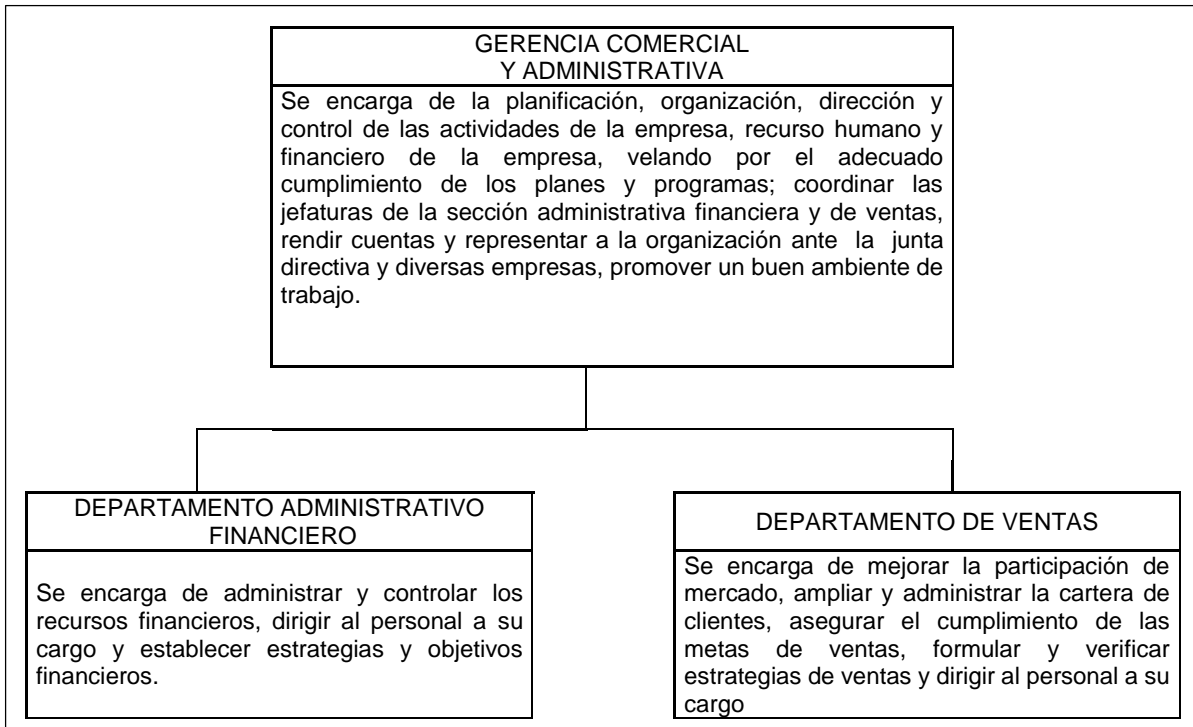 GERENCIA COMERCIAL
Y ADMINISTRATIVA
Se encarga de la planificación, organización, dirección y
control de las actividades de la empresa, recurso humano y
financiero de la empresa, velando por el adecuado
cumplimiento de los planes y programas; coordinar las
jefaturas de la sección administrativa financiera y de ventas,
rendir cuentas y representar a la organización ante la junta
directiva y diversas empresas, promover un buen ambiente de
trabajo.
DEPARTAMENTO ADMINISTRATIVO
FINANCIERO
Se encarga de administrar y controlar los
recursos financieros, dirigir al personal a su
cargo y establecer estrategias y objetivos
financieros.
DEPARTAMENTO DE VENTAS
Se encarga de mejorar la participación de
mercado, ampliar y administrar la cartera de
clientes, asegurar el cumplimiento de las
metas de ventas, formular y verificar
estrategias de ventas y dirigir al personal a su
cargo